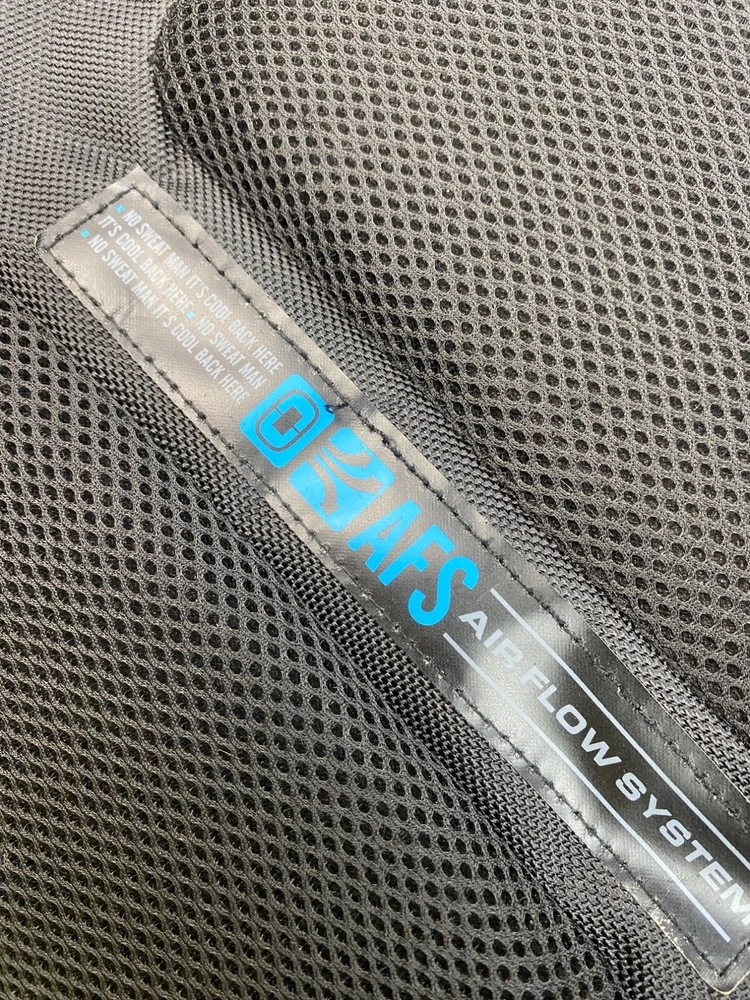 ▪ NO SWEAT MAN IT'S COOL BACK HERE
IT'S COOL BACK HERE ▪ NO SWEAT MAN
▪ NO SWEAT MAN IT'S COOL BACK HERE
AFS
AIR FLOW SYSTEM